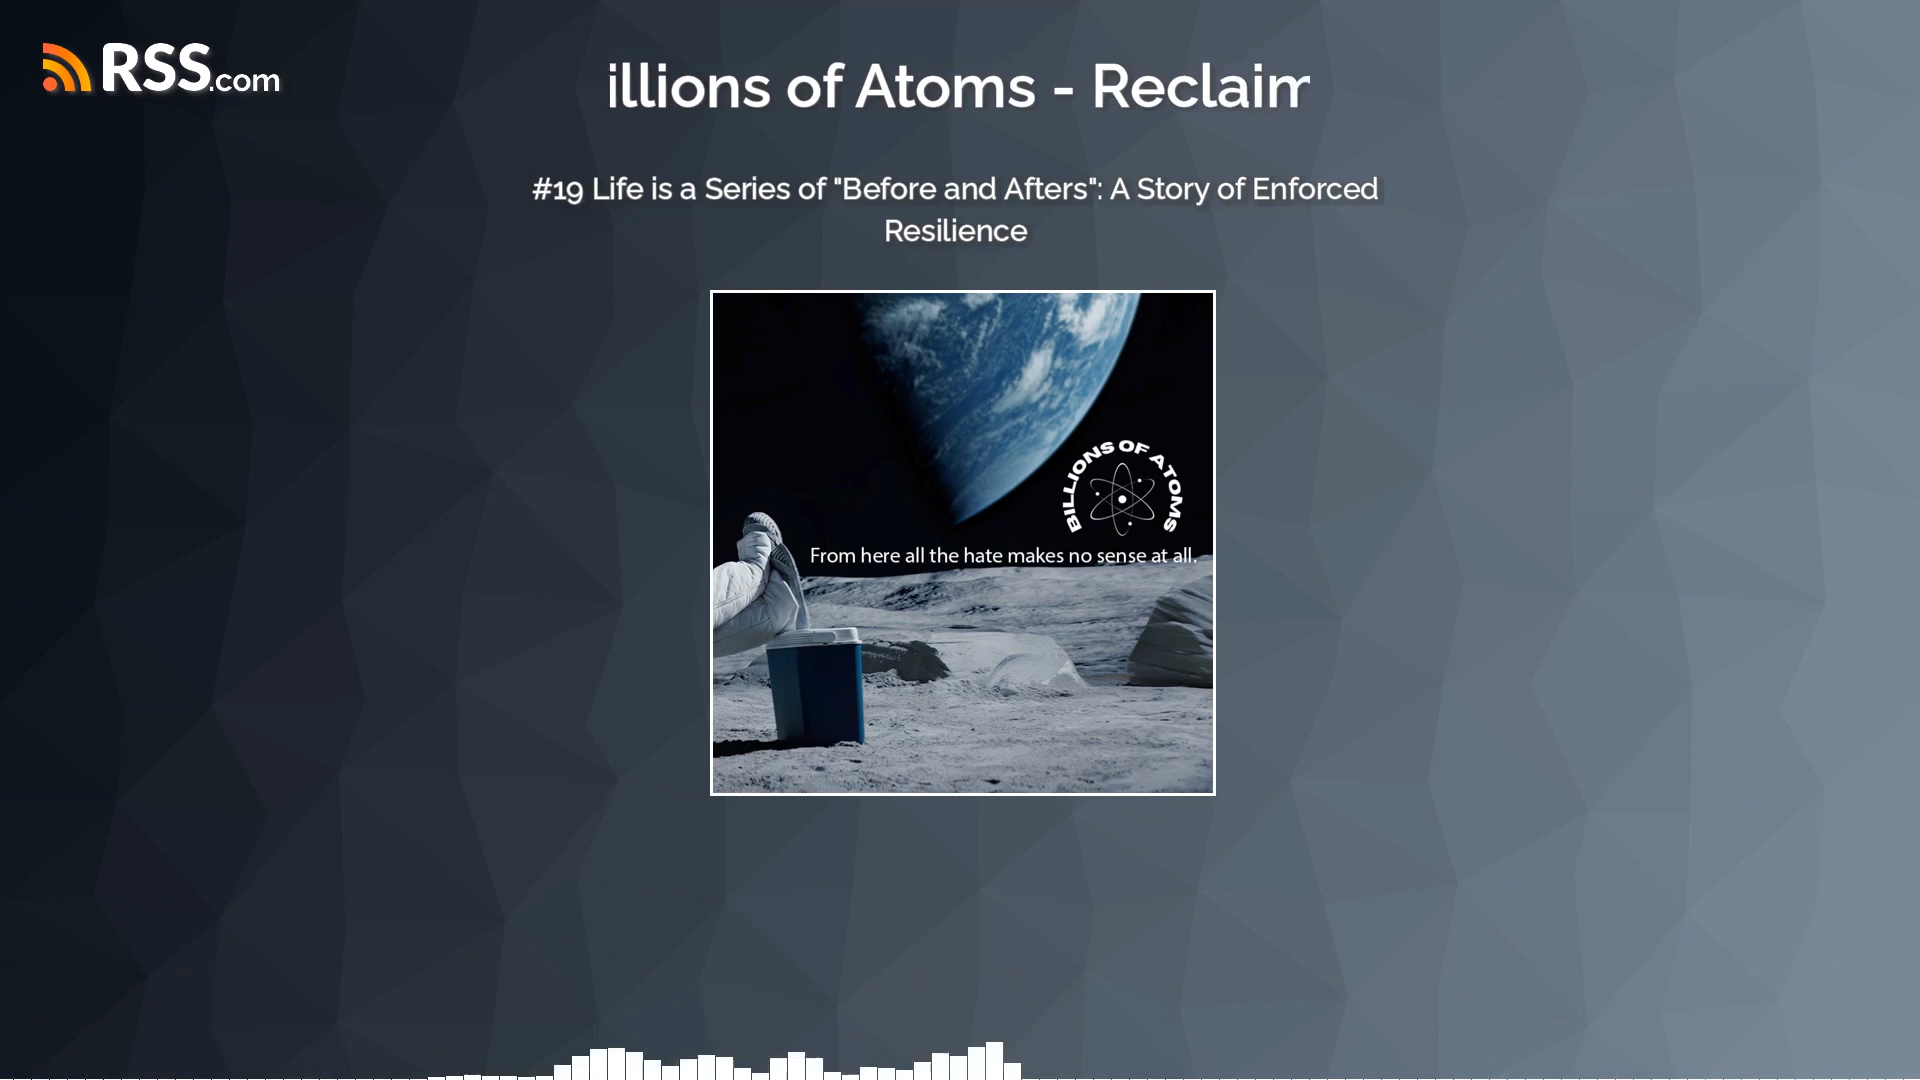 RSS.com
illions of Atoms - Reclaim
#19 Life is a Series of "Before and Afters": A Story of Enforced
Resilience
BILLIONS OF ATOMS
From here all the hate makes no sense at all.